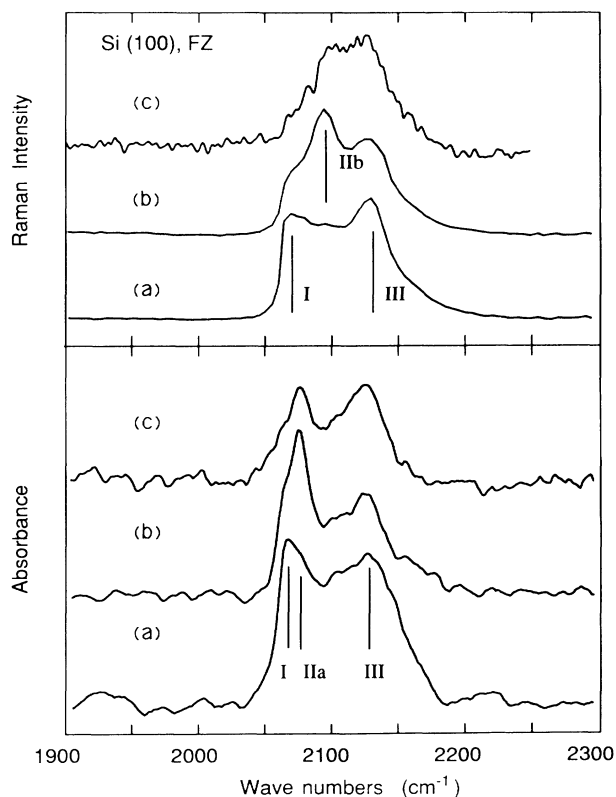 Si (100), FZ
(c)
IIb
(b)
(a)
I
III
Raman Intensity
(c)
(b)
(a)
I
IIa
III
Absorbance
1900
2000
2100
2200
2300
Wave numbers (cm⁻¹)